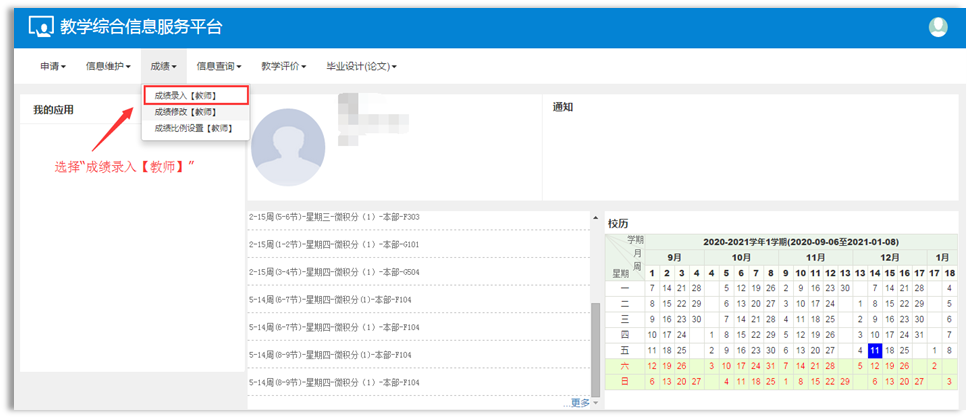 教学综合信息服务平台
申请 信息维护 成绩 信息查询 教学评价 毕业设计(论文)
成绩录入【教师】
成绩修改【教师】
成绩比例设置【教师】
我的应用
选择“成绩录入【教师】”
通知
2-15周(5-6节)-星期三-微积分（1）-本部-F303
2-15周(1-2节)-星期四-微积分（1）-本部-G101
2-15周(3-4节)-星期四-微积分（1）-本部-G504
5-14周(6-7节)-星期四-微积分(1)-本部-F104
5-14周(6-7节)-星期四-微积分（1）-本部-F104
5-14周(8-9节)-星期四-微积分(1)-本部-F104
5-14周(8-9节)-星期四-微积分（1）-本部-F104
...更多
校历
学期 2020-2021学年1学期(2020-09-06至2021-01-08)
月 9月 10月 11月 12月 1月
周
星期 1 2 3 4 4 5 6 7 8 9 10 11 12 13 13 14 15 16 17 17 18
一 7 14 21 28 5 12 19 26 2 9 16 23 30 7 14 21 28 4
二 8 15 22 29 6 13 20 27 3 10 17 24 1 8 15 22 29 5
三 9 16 23 30 7 14 21 28 4 11 18 25 2 9 16 23 30 6
四 10 17 24 1 8 15 22 29 5 12 19 26 3 10 17 24 31 7
五 11 18 25 2 9 16 23 30 6 13 20 27 4 11 18 25 1 8
六 12 19 26 3 10 17 24 31 7 14 21 28 5 12 19 26 2
日 6 13 20 27 4 11 18 25 1 8 15 22 29 6 13 20 27 3